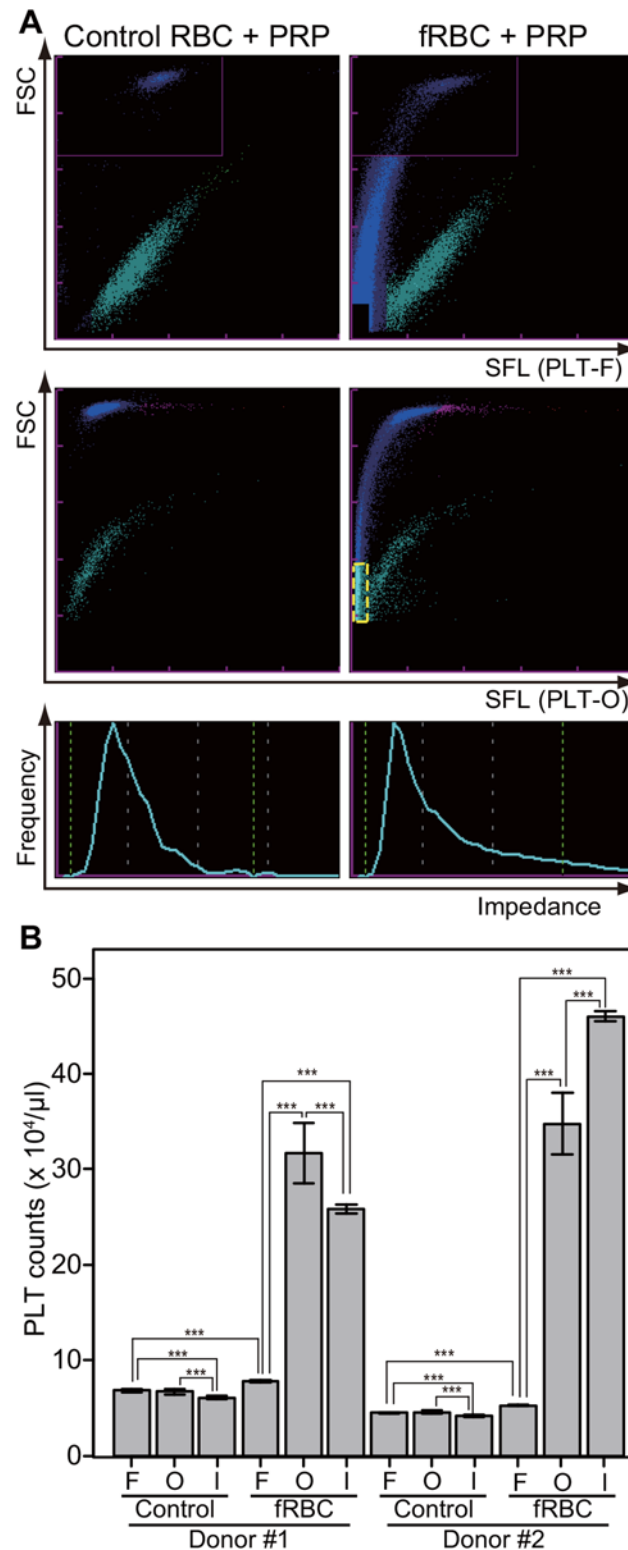 A
Control RBC + PRP
fRBC + PRP
FSC
SFL (PLT-F)
FSC
SFL (PLT-O)
Frequency
Impedance
B
PLT counts (x 10⁴/µl)
50
40
30
20
10
0
***
***
***
***
***
***
***
***
***
***
***
***
F O I F O I F O I F O I
Control fRBC Control fRBC
Donor #1 Donor #2